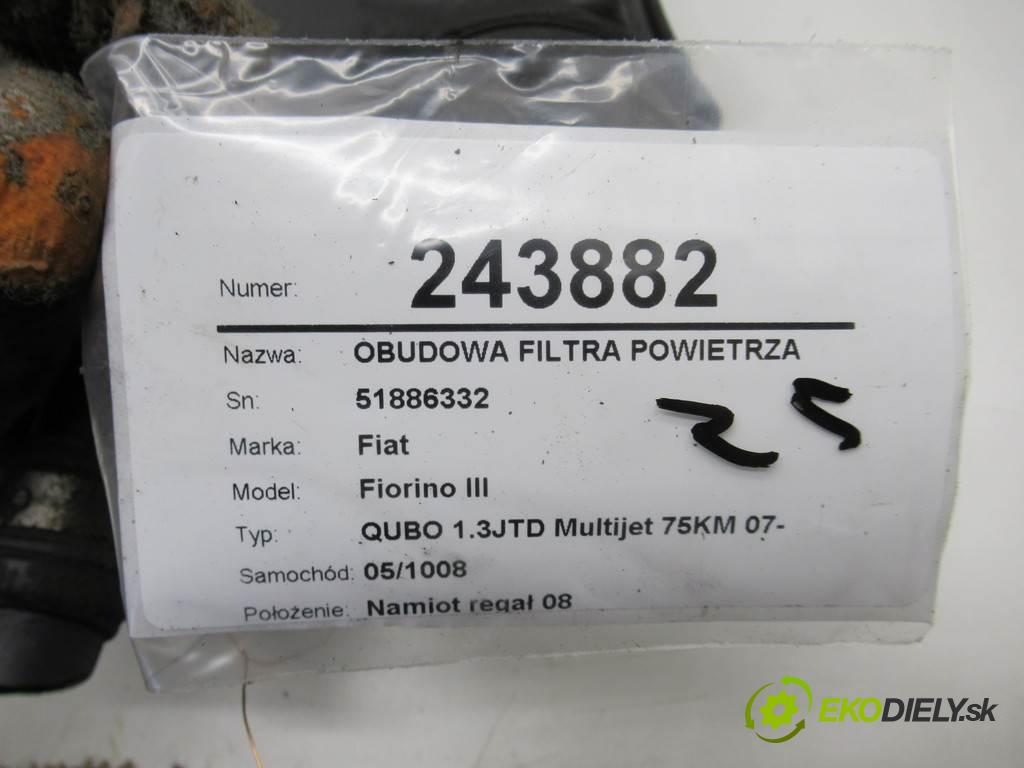 Numer: 243882
Nazwa: OBUDOWA FILTRA POWIETRZA
Sn: 51886332
Marka: Fiat
Model: Fiorino III
Typ: QUBO 1.3JTD Multijet 75KM 07-
Samochód: 05/1008
Położenie: Namiot regał 08
EKODIELY.sk